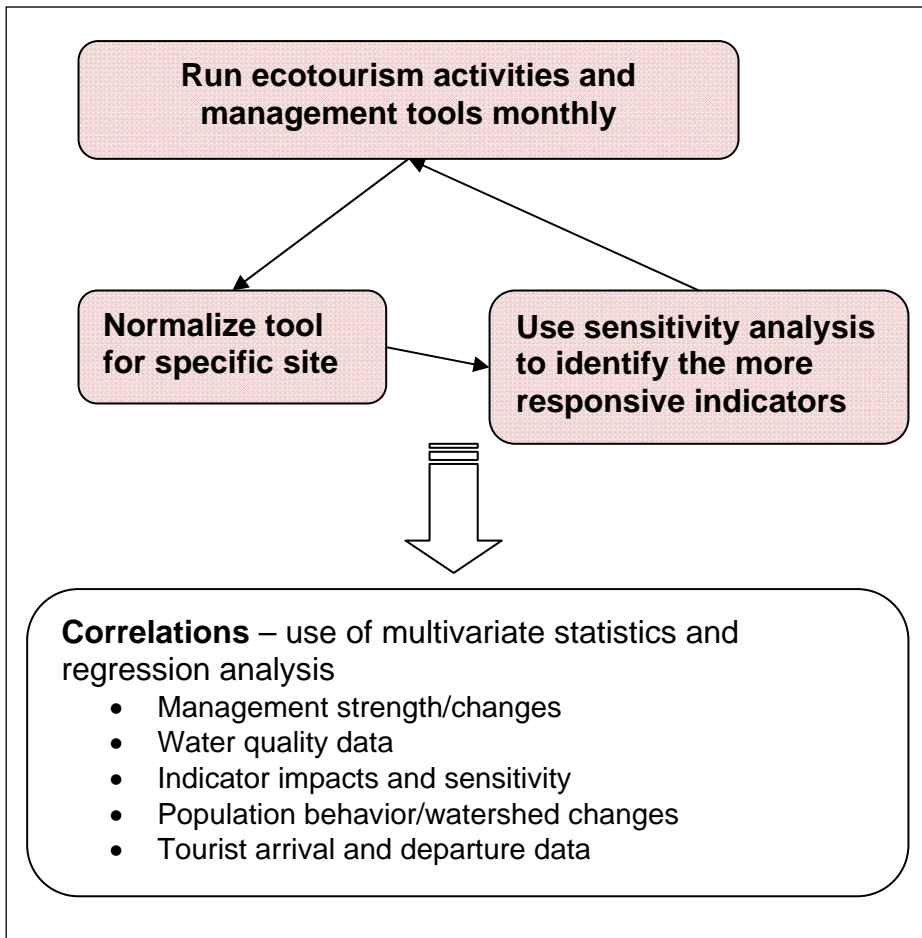 Run ecotourism activities and
management tools monthly
Normalize tool
for specific site
Use sensitivity analysis
to identify the more
responsive indicators
Correlations – use of multivariate statistics and
regression analysis
• Management strength/changes
• Water quality data
• Indicator impacts and sensitivity
• Population behavior/watershed changes
• Tourist arrival and departure data